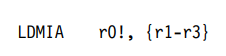 LDMIA    r0!, {r1-r3}